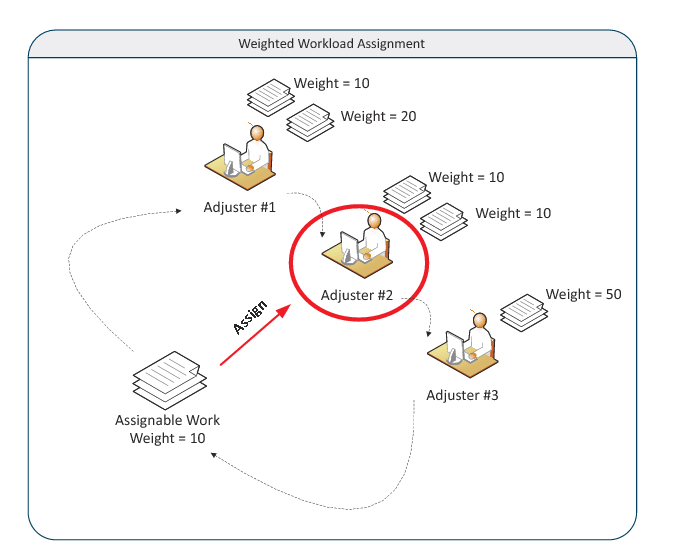 Weighted Workload Assignment
Weight = 10
Weight = 20
Adjuster #1
Weight = 10
Weight = 10
Adjuster #2
Weight = 50
Adjuster #3
Assign
Assignable Work
Weight = 10